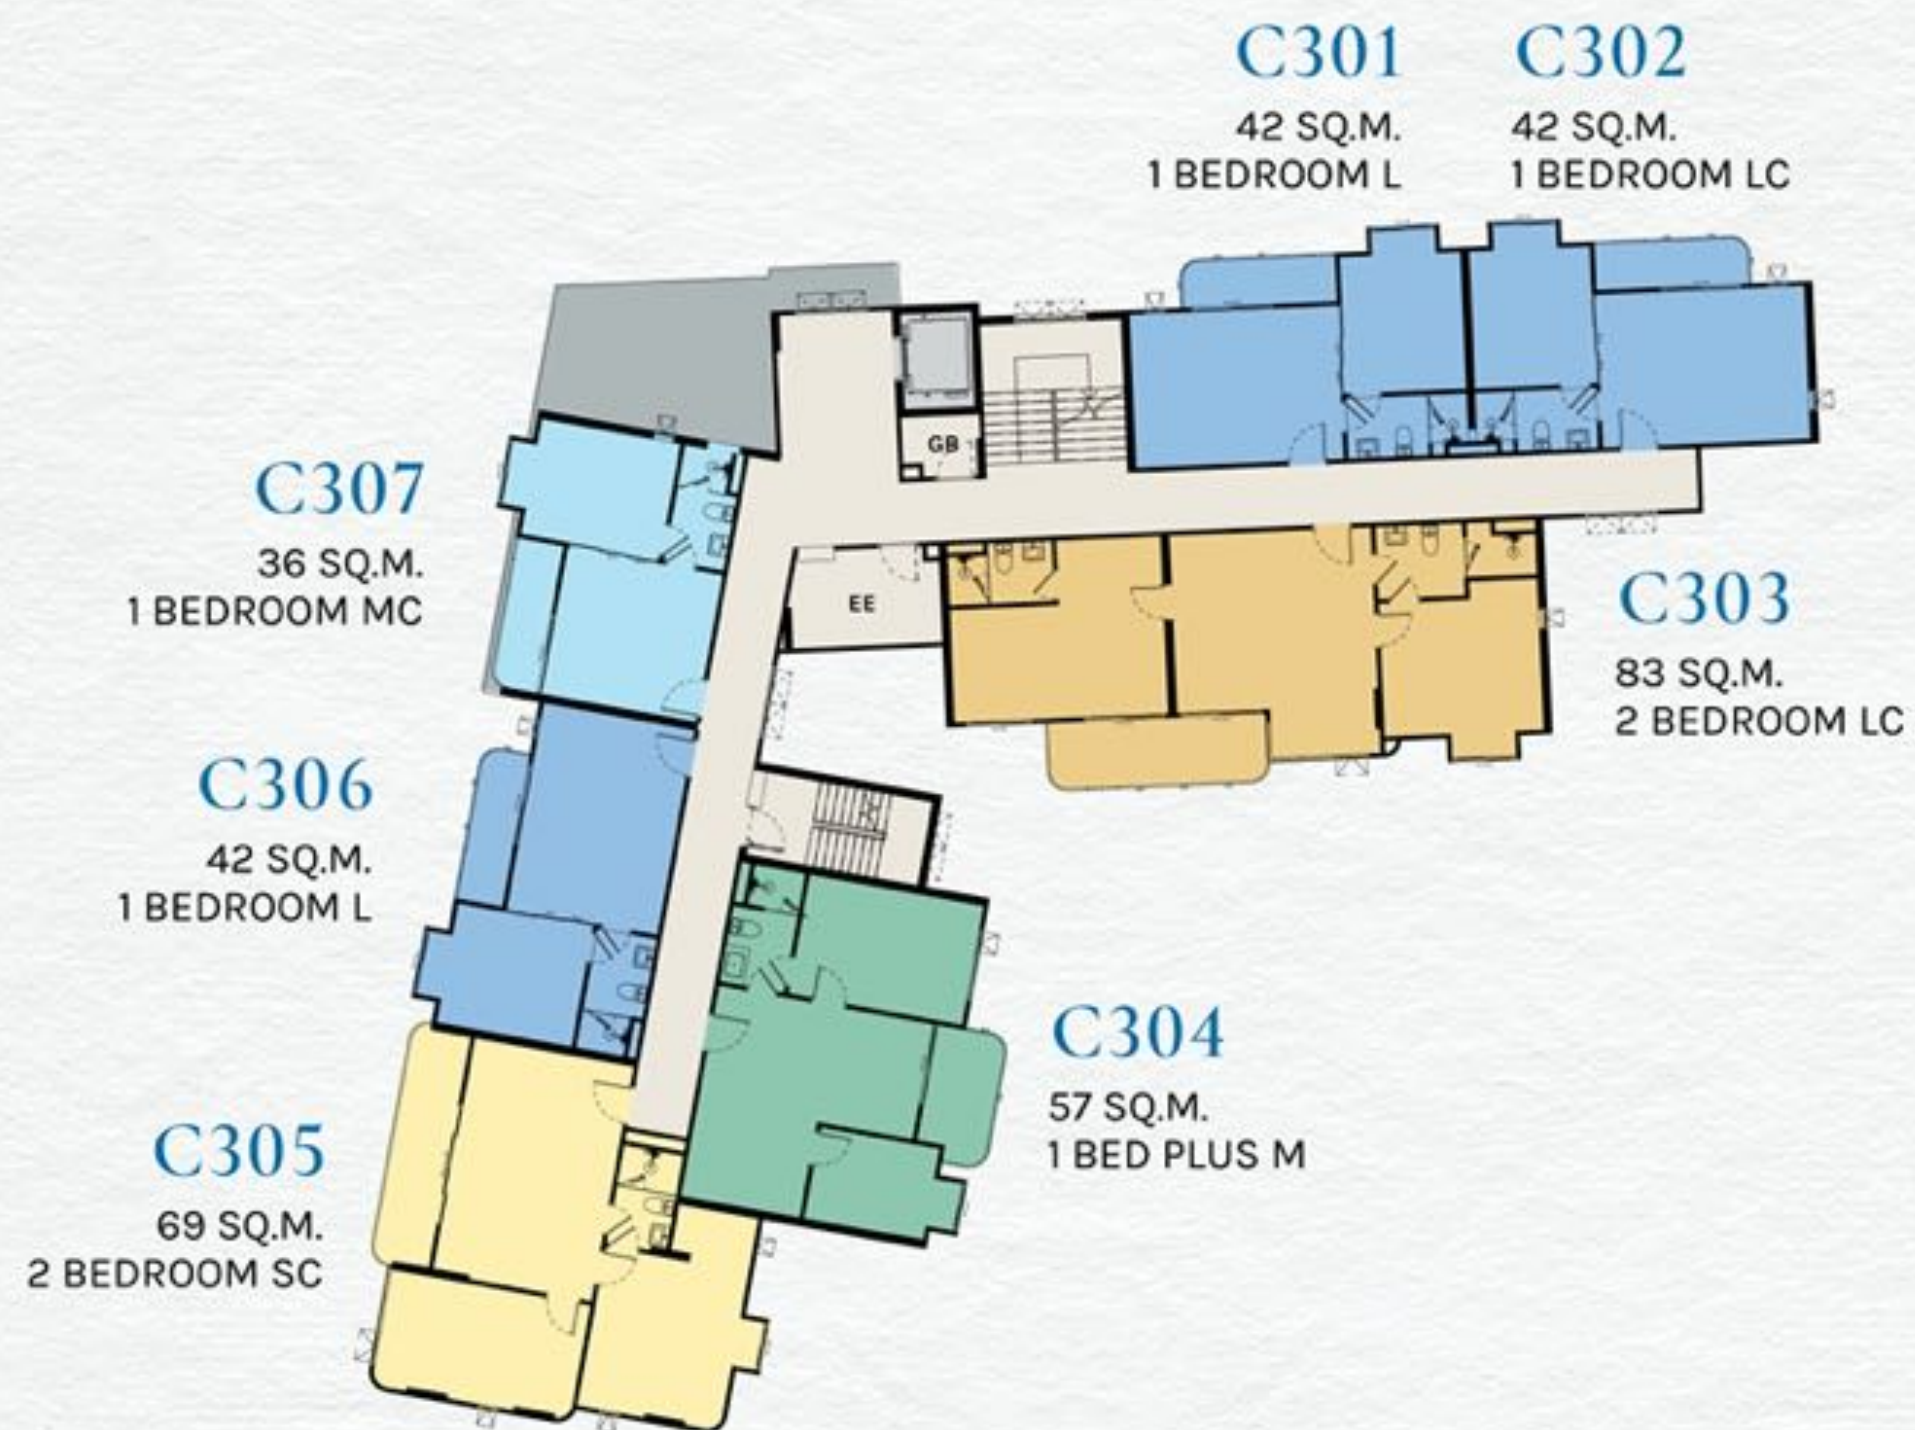 C301
42 SQ.M.
1 BEDROOM L
C302
42 SQ.M.
1 BEDROOM LC
GB
C307
36 SQ.M.
1 BEDROOM MC
EE
C303
83 SQ.M.
2 BEDROOM LC
C306
42 SQ.M.
1 BEDROOM L
C304
57 SQ.M.
1 BED PLUS M
C305
69 SQ.M.
2 BEDROOM SC